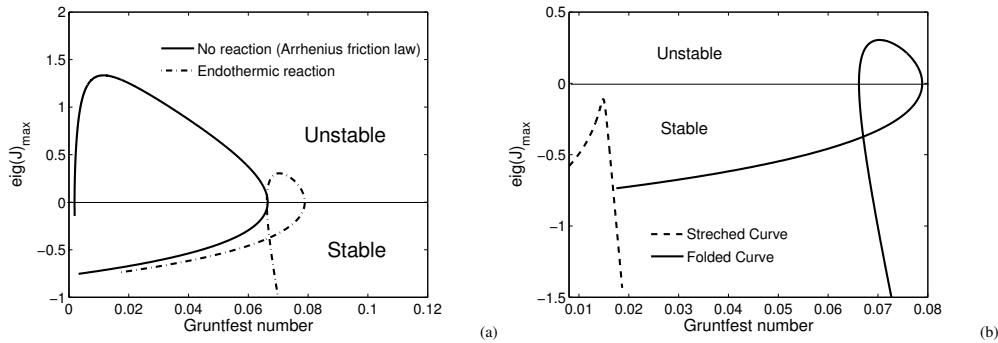 2
1.5
No reaction (Arrhenius friction law)
Endothermic reaction
1
eig(J)max
Unstable
0.5
0
Stable
−0.5
−1
0 0.02 0.04 0.06 0.08 0.1 0.12
Gruntfest number
(a)
0.5
Unstable
0
Stable
eig(J)max
−0.5
−1
Streched Curve
Folded Curve
−1.5
0.01 0.02 0.03 0.04 0.05 0.06 0.07 0.08
Gruntfest number
(b)